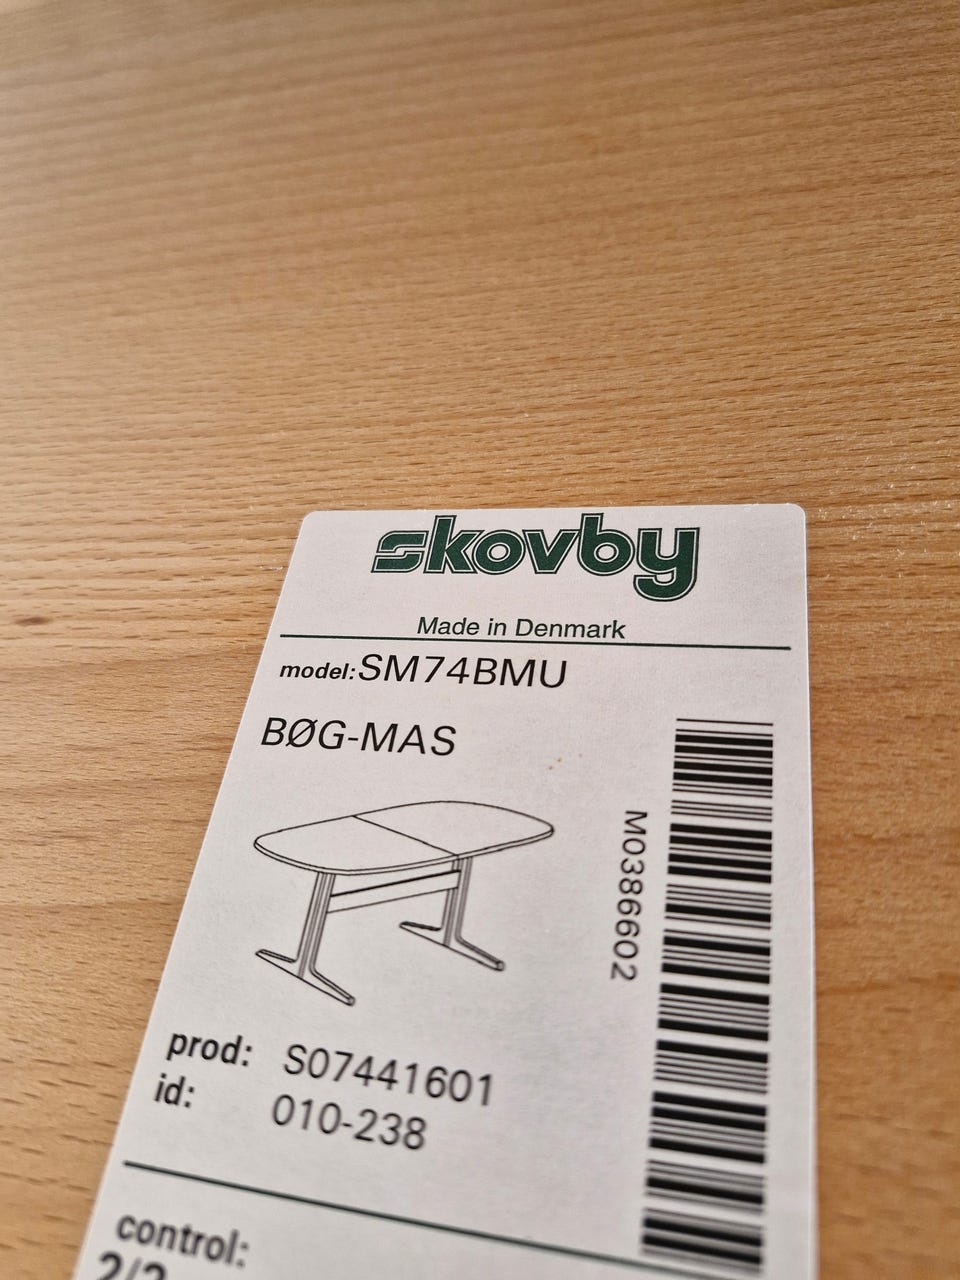 skovby
Made in Denmark
model: SM74BMU
BØG-MAS
M0386602
prod: S07441601
id: 010-238
control: